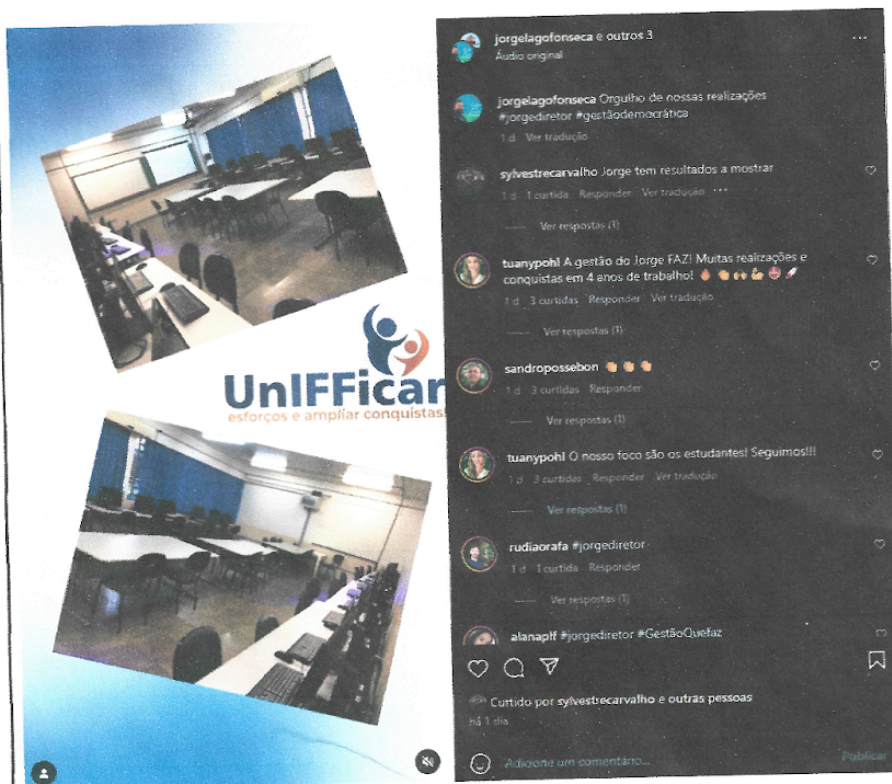 UnIFFicar
esforços e ampliar conquistas!
jorgelagofonseca e outros 3
Áudio original
jorgelagofonseca Orgulho de nossas realizações
#jorgediretor #gestãodemocrática
1 d Ver tradução
sylvestrecarvalho Jorge tem resultados a mostrar
1 d 1 curtida Responder Ver tradução
Ver respostas (1)
tuanypohl A gestão do Jorge FAZ! Muitas realizações e
conquistas em 4 anos de trabalho! 🔥👏🙌💪🤩🚀
1 d 3 curtidas Responder Ver tradução
Ver respostas (1)
sandropossebon 👏👏👏
1 d 3 curtidas Responder
Ver respostas (1)
tuanypohl O nosso foco são os estudantes! Seguimos!!!
1 d 3 curtidas Responder Ver tradução
Ver respostas (1)
rudiaorafa #jorgediretor
1 d 1 curtida Responder
Ver respostas (1)
alanaplf #jorgediretor #GestãoQuefaz
Curtido por sylvestrecarvalho e outras pessoas
há 1 dia
Adicione um comentário...
Publicar